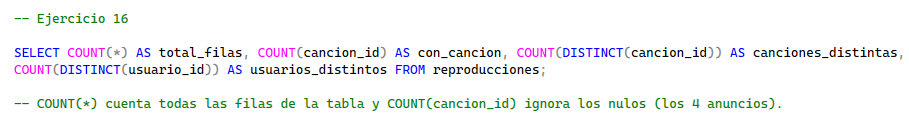 -- Ejercicio 16
SELECT COUNT(*) AS total_filas, COUNT(cancion_id) AS con_cancion, COUNT(DISTINCT(cancion_id)) AS canciones_distintas,
COUNT(DISTINCT(usuario_id)) AS usuarios_distintos FROM reproducciones;
-- COUNT(*) cuenta todas las filas de la tabla y COUNT(cancion_id) ignora los nulos (los 4 anuncios).